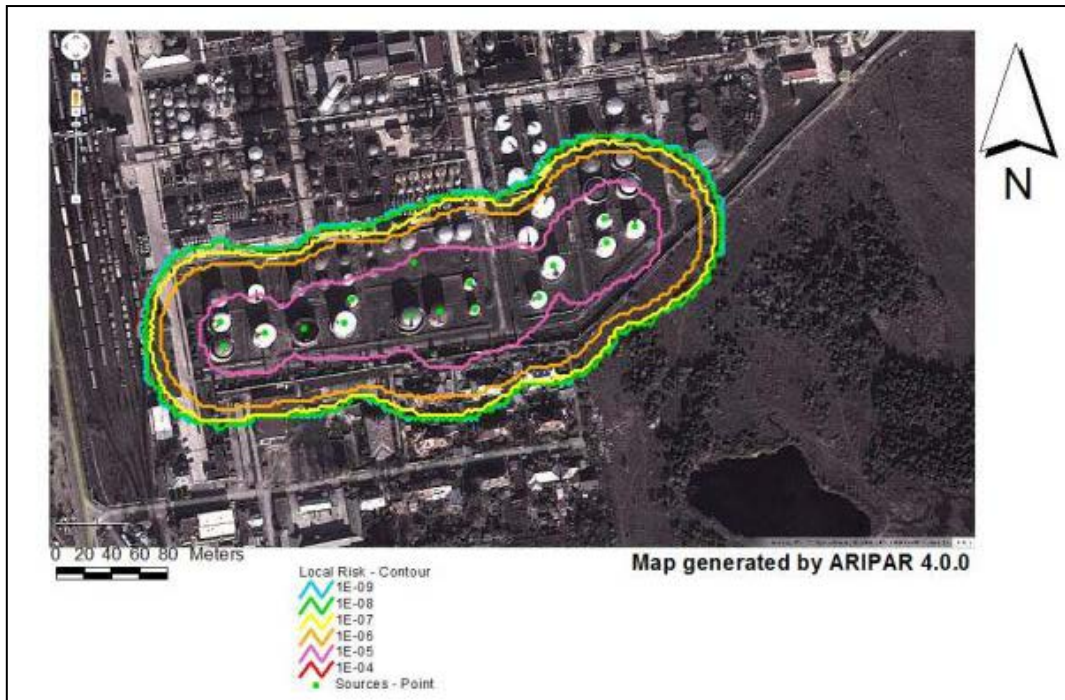 N
0 20 40 60 80 Meters
Map generated by ARIPAR 4.0.0
Local Risk - Contour
1E-09
1E-08
1E-07
1E-06
1E-05
1E-04
Sources - Point